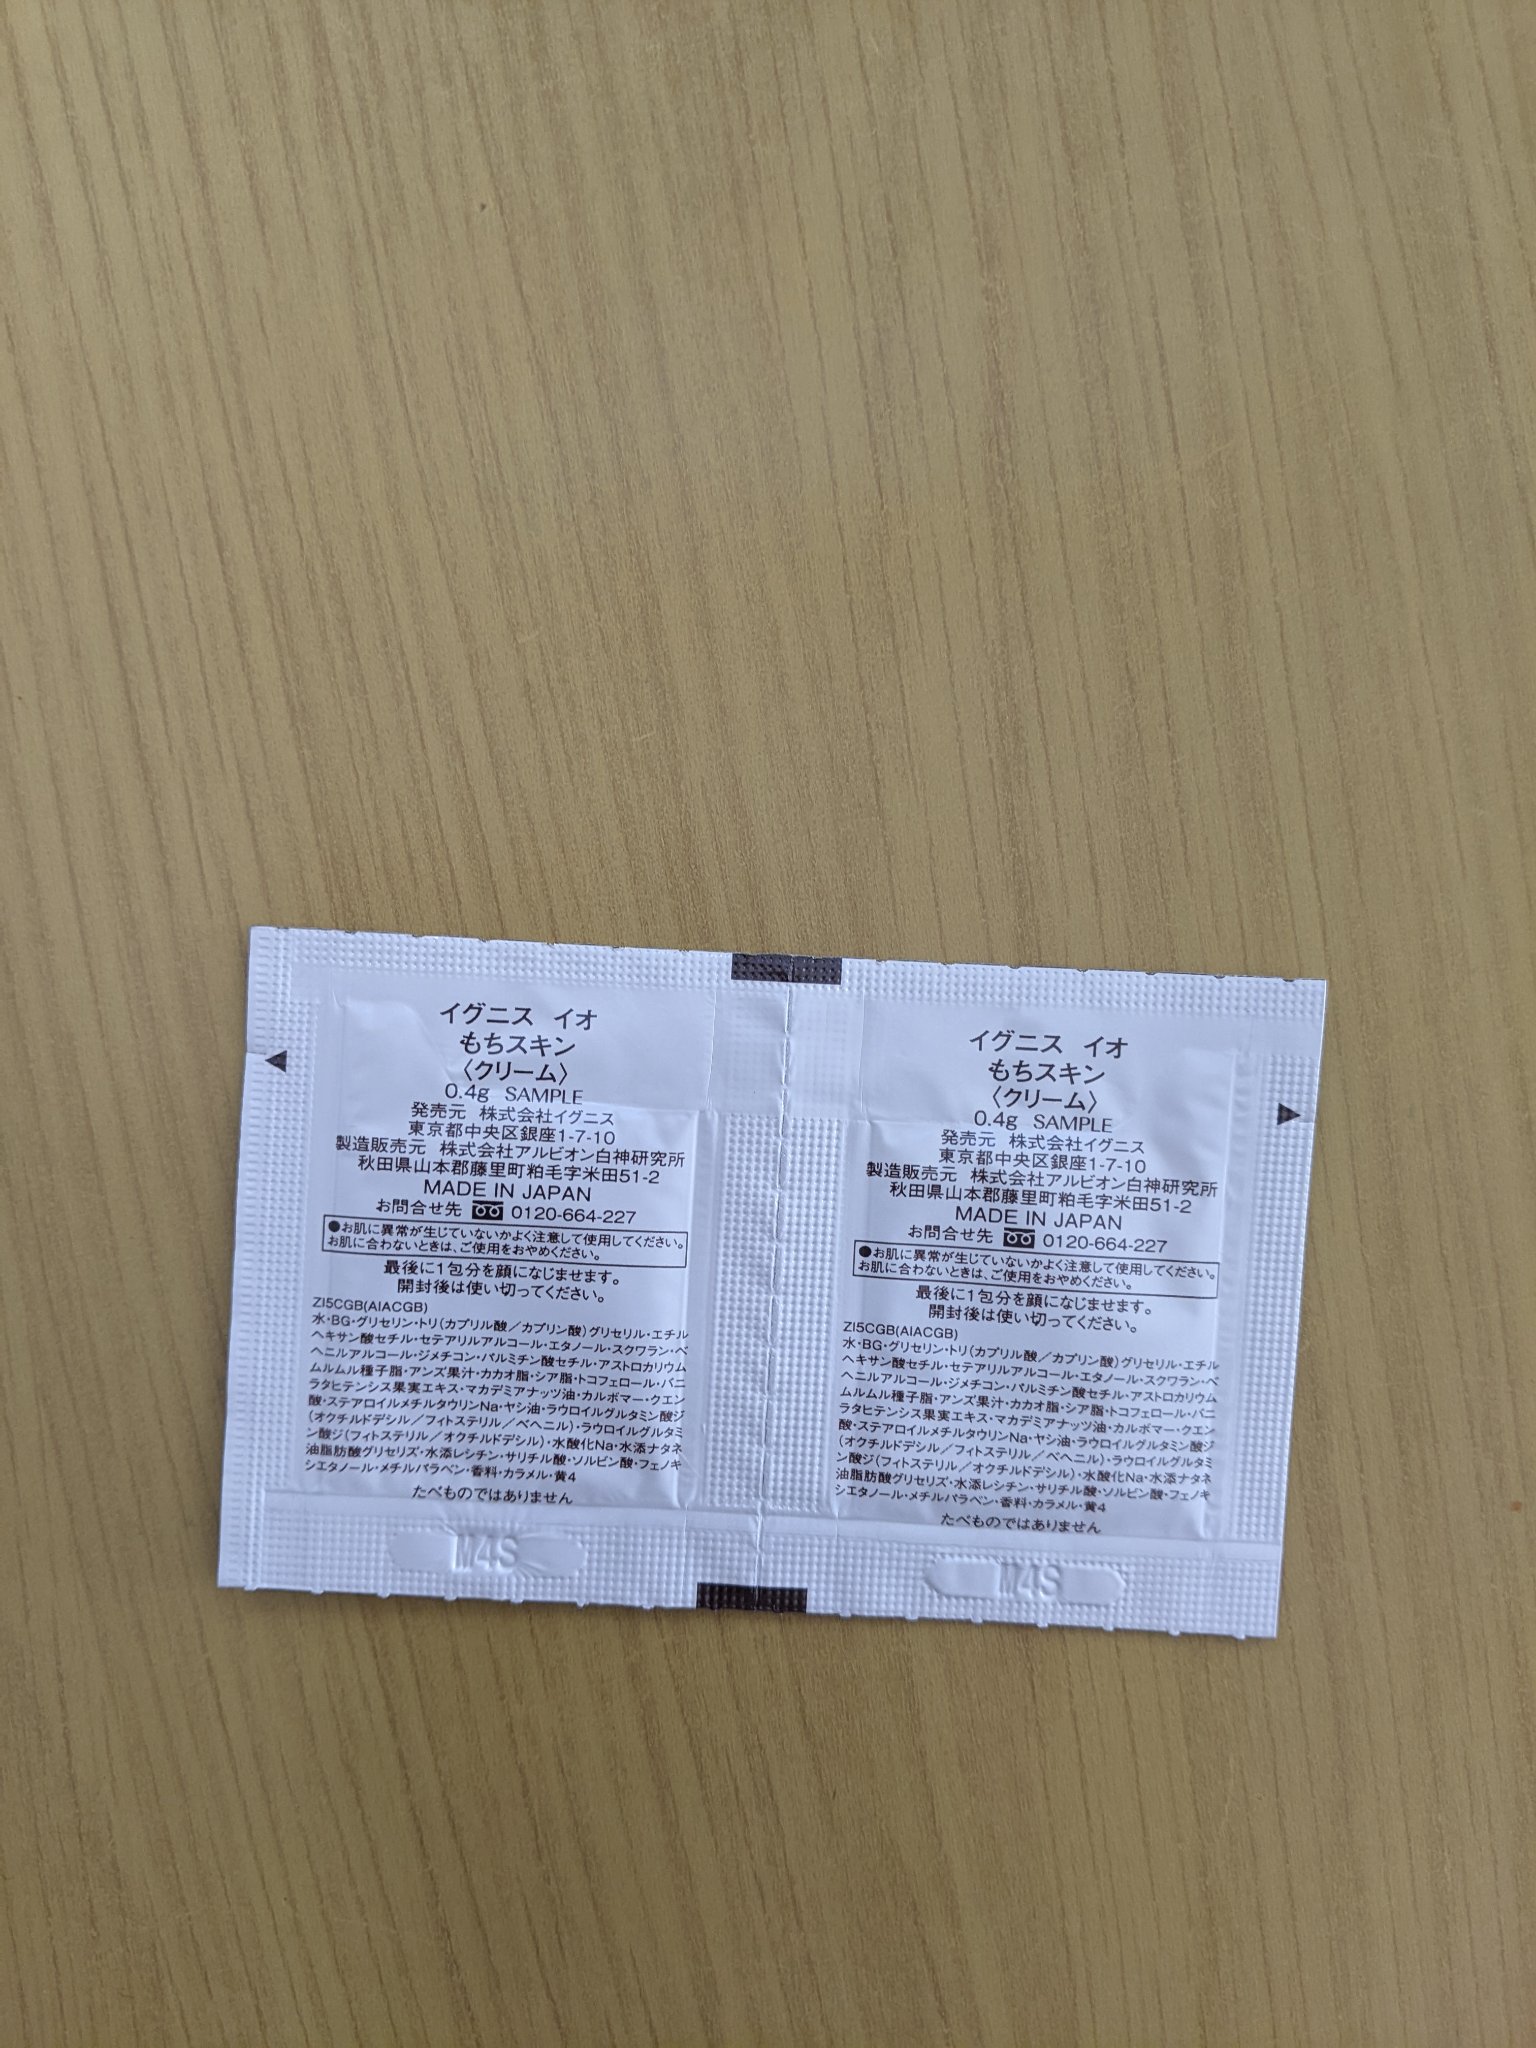 イグニス イオ
もちスキン
〈クリーム〉
0.4g SAMPLE
発売元 株式会社イグニス
東京都中央区銀座1-7-10
製造販売元 株式会社アルビオン白神研究所
秋田県山本郡藤里町粕毛字米田51-2
MADE IN JAPAN
お問合せ先 0120-664-227
●お肌に異常が生じていないかよく注意して使用してください。
お肌に合わないときは、ご使用をおやめください。
最後に1包分を顔になじませます。
開封後は使い切ってください。
ZI5CGB(AIACGB)
水・BG・グリセリン・トリ(カプリル酸/カプリン酸)グリセリル・エチル
ヘキサン酸セチル・セテアリルアルコール・エタノール・スクワラン・ベ
ヘニルアルコール・ジメチコン・パルミチン酸セチル・アストロカリウム
ムルムル種子脂・アンズ果汁・カカオ脂・シア脂・トコフェロール・バニ
ラタヒテンシス果実エキス・マカデミアナッツ油・カルボマー・クエン
酸・ステアロイルメチルタウリンNa・ヤシ油・ラウロイルグルタミン酸ジ
(オクチルドデシル/フィトステリル/ベヘニル)・ラウロイルグルタミ
ン酸ジ(フィトステリル/オクチルドデシル)・水酸化Na・水添ナタネ
油脂肪酸グリセリズ・水添レシチン・サリチル酸・ソルビン酸・フェノキ
シエタノール・メチルパラベン・香料・カラメル・黄4
たべものではありません
M4S
イグニス イオ
もちスキン
〈クリーム〉
0.4g SAMPLE
発売元 株式会社イグニス
東京都中央区銀座1-7-10
製造販売元 株式会社アルビオン白神研究所
秋田県山本郡藤里町粕毛字米田51-2
MADE IN JAPAN
お問合せ先 0120-664-227
●お肌に異常が生じていないかよく注意して使用してください。
お肌に合わないときは、ご使用をおやめください。
最後に1包分を顔になじませます。
開封後は使い切ってください。
ZI5CGB(AIACGB)
水・BG・グリセリン・トリ(カプリル酸/カプリン酸)グリセリル・エチル
ヘキサン酸セチル・セテアリルアルコール・エタノール・スクワラン・ベ
ヘニルアルコール・ジメチコン・パルミチン酸セチル・アストロカリウム
ムルムル種子脂・アンズ果汁・カカオ脂・シア脂・トコフェロール・バニ
ラタヒテンシス果実エキス・マカデミアナッツ油・カルボマー・クエン
酸・ステアロイルメチルタウリンNa・ヤシ油・ラウロイルグルタミン酸ジ
(オクチルドデシル/フィトステリル/ベヘニル)・ラウロイルグルタミ
ン酸ジ(フィトステリル/オクチルドデシル)・水酸化Na・水添ナタネ
油脂肪酸グリセリズ・水添レシチン・サリチル酸・ソルビン酸・フェノキ
シエタノール・メチルパラベン・香料・カラメル・黄4
たべものではありません
M4S